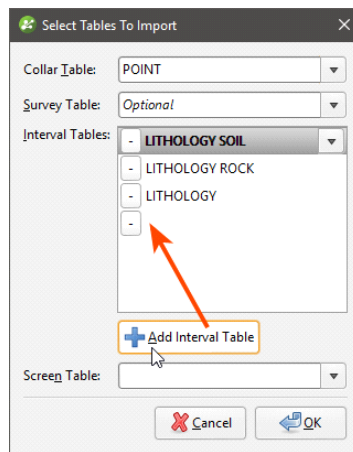 Select Tables To Import
Collar Table: POINT
Survey Table: Optional
Interval Tables: - LITHOLOGY SOIL
- LITHOLOGY ROCK
- LITHOLOGY
-
Add Interval Table
Screen Table:
Cancel OK